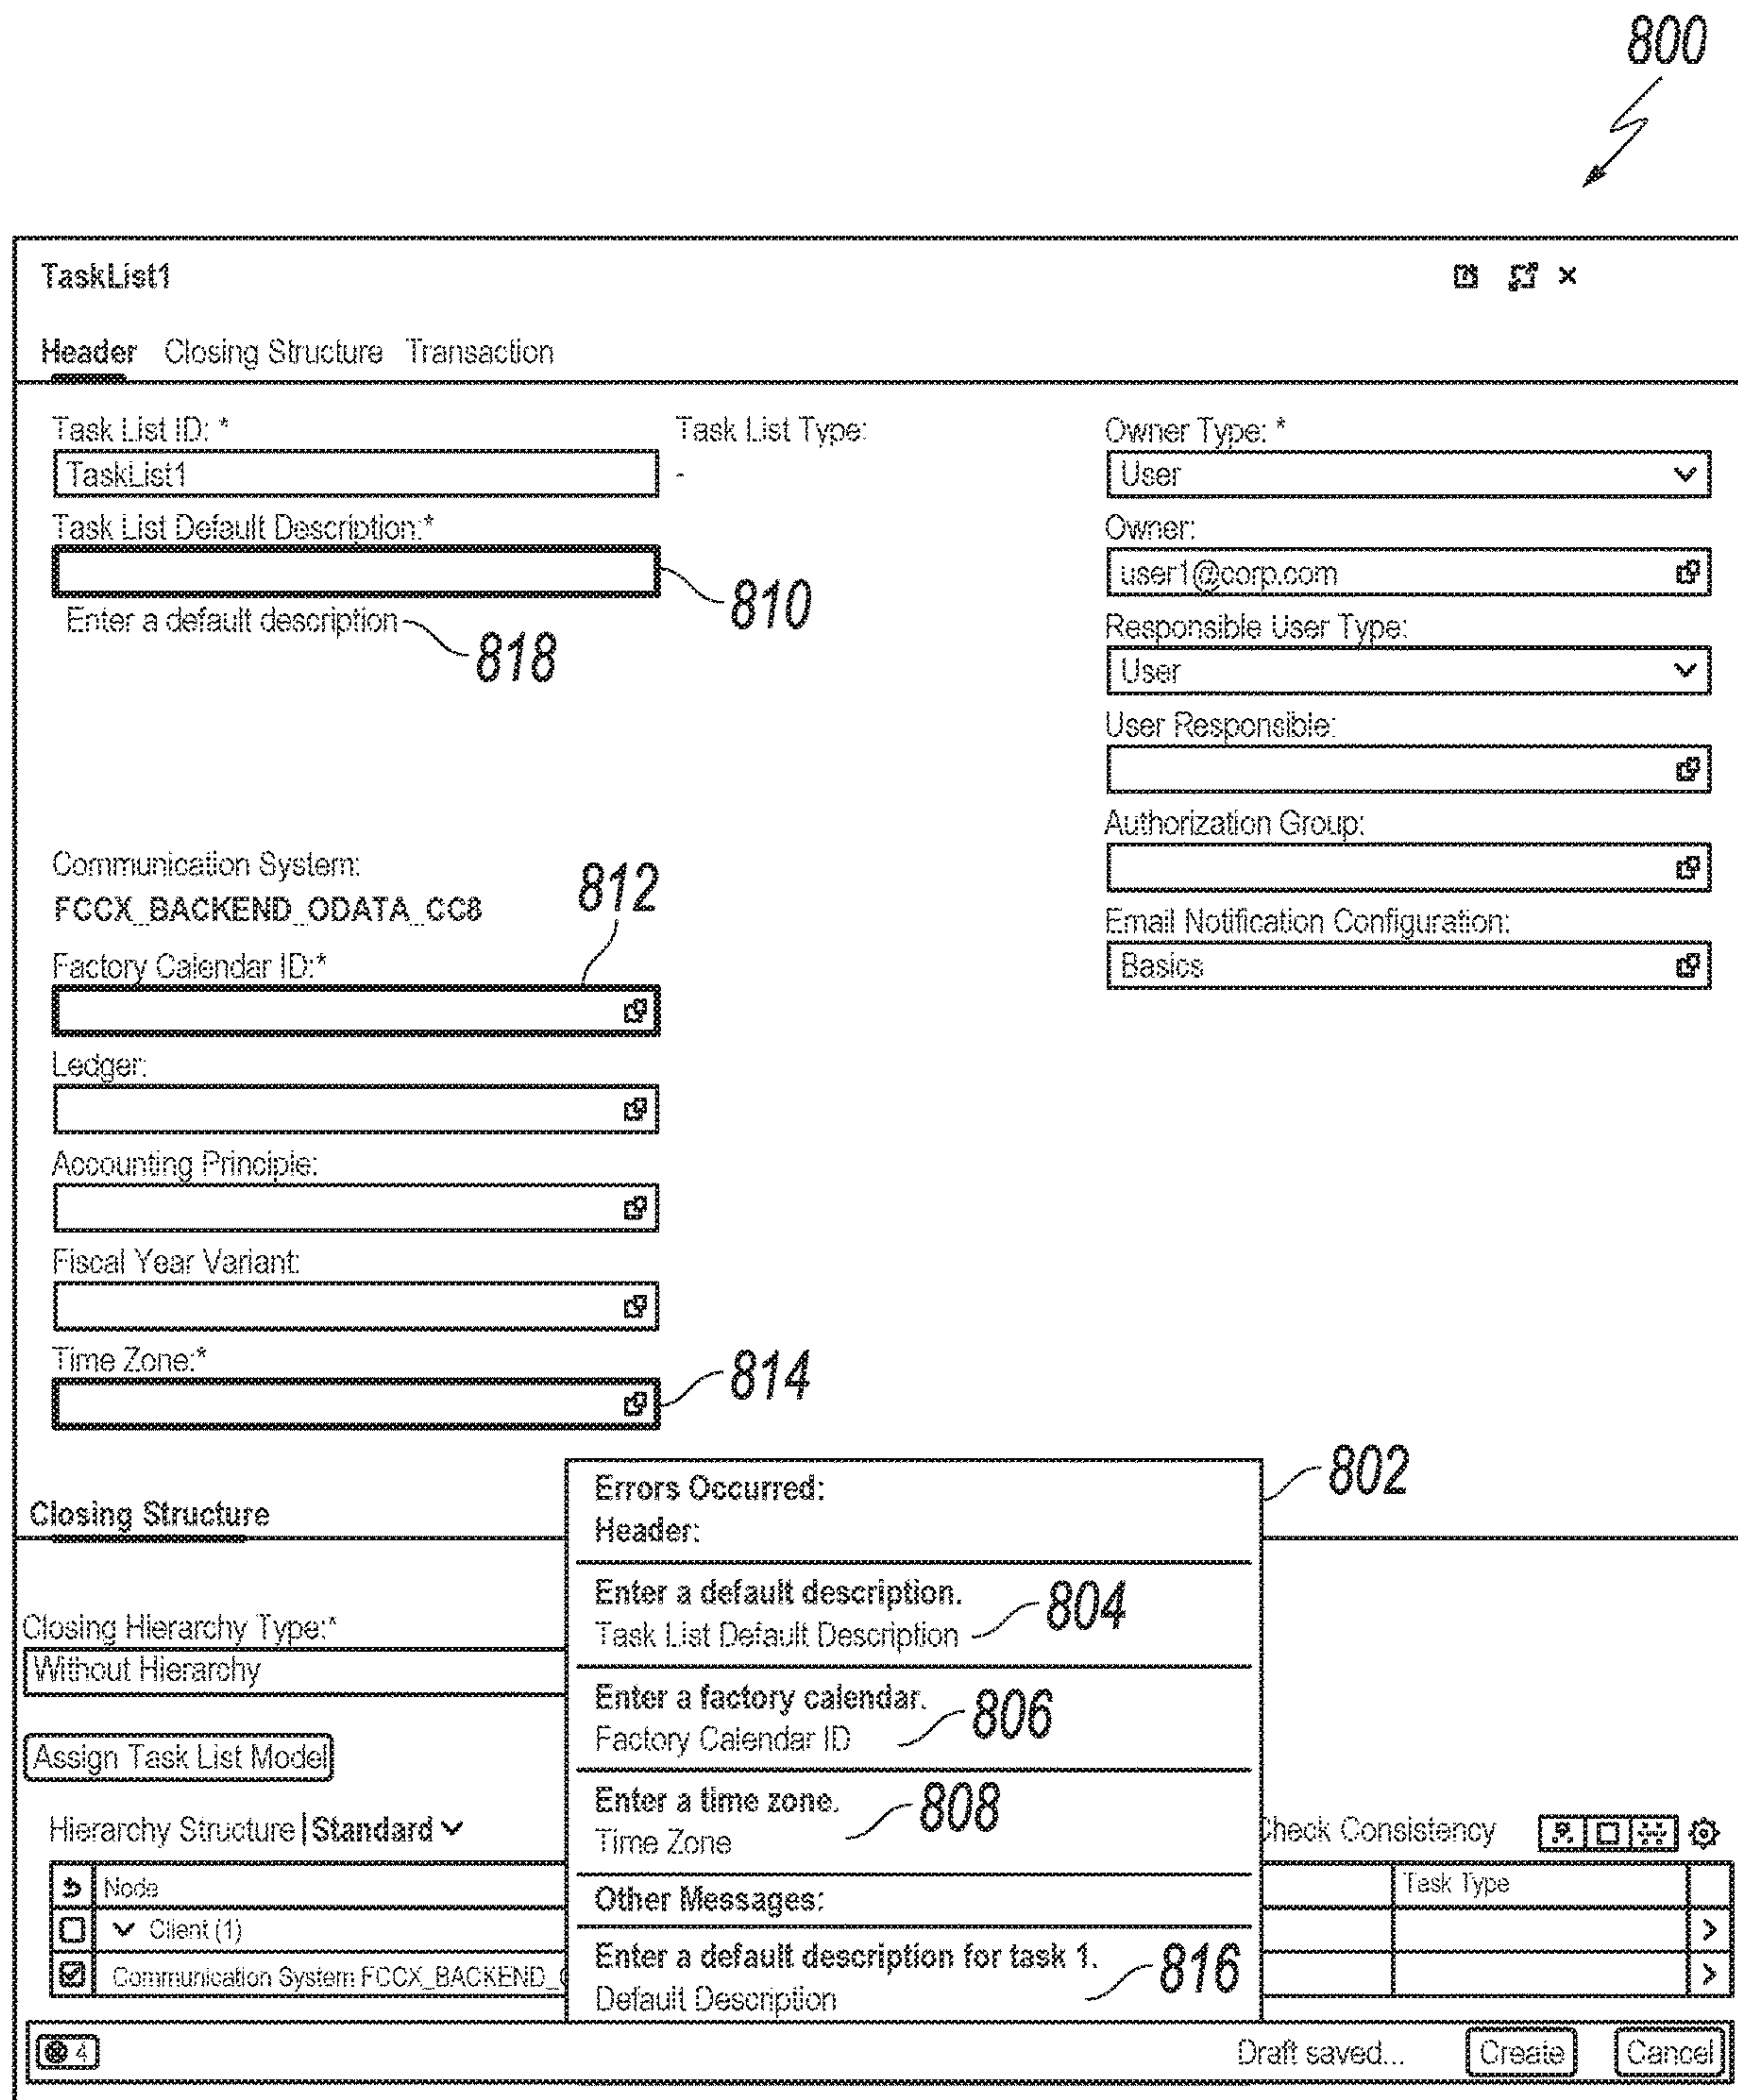 800
TaskList1
Header Closing Structure Transaction
Task List ID: *
TaskList1
Task List Default Description:*
810
Enter a default description
818
Task List Type:
-
Owner Type: *
User
Owner:
user1@corp.com
Responsible User Type:
User
User Responsible:
Authorization Group:
Email Notification Configuration:
Basics
Communication System:
FCCX_BACKEND_ODATA_CC8
812
Factory Calendar ID:*
Ledger:
Accounting Principle:
Fiscal Year Variant:
Time Zone:*
814
802
Errors Occurred:
Header:
Enter a default description.
804
Task List Default Description
Enter a factory calendar.
806
Factory Calendar ID
Enter a time zone.
808
Time Zone
Other Messages:
Enter a default description for task 1.
816
Default Description
Closing Structure
Closing Hierarchy Type:*
Without Hierarchy
Assign Task List Model
Hierarchy Structure | Standard
Check Consistency
Node
Task Type
Client (1)
Communication System FCCX_BACKEND_
4
Draft saved...
Create
Cancel